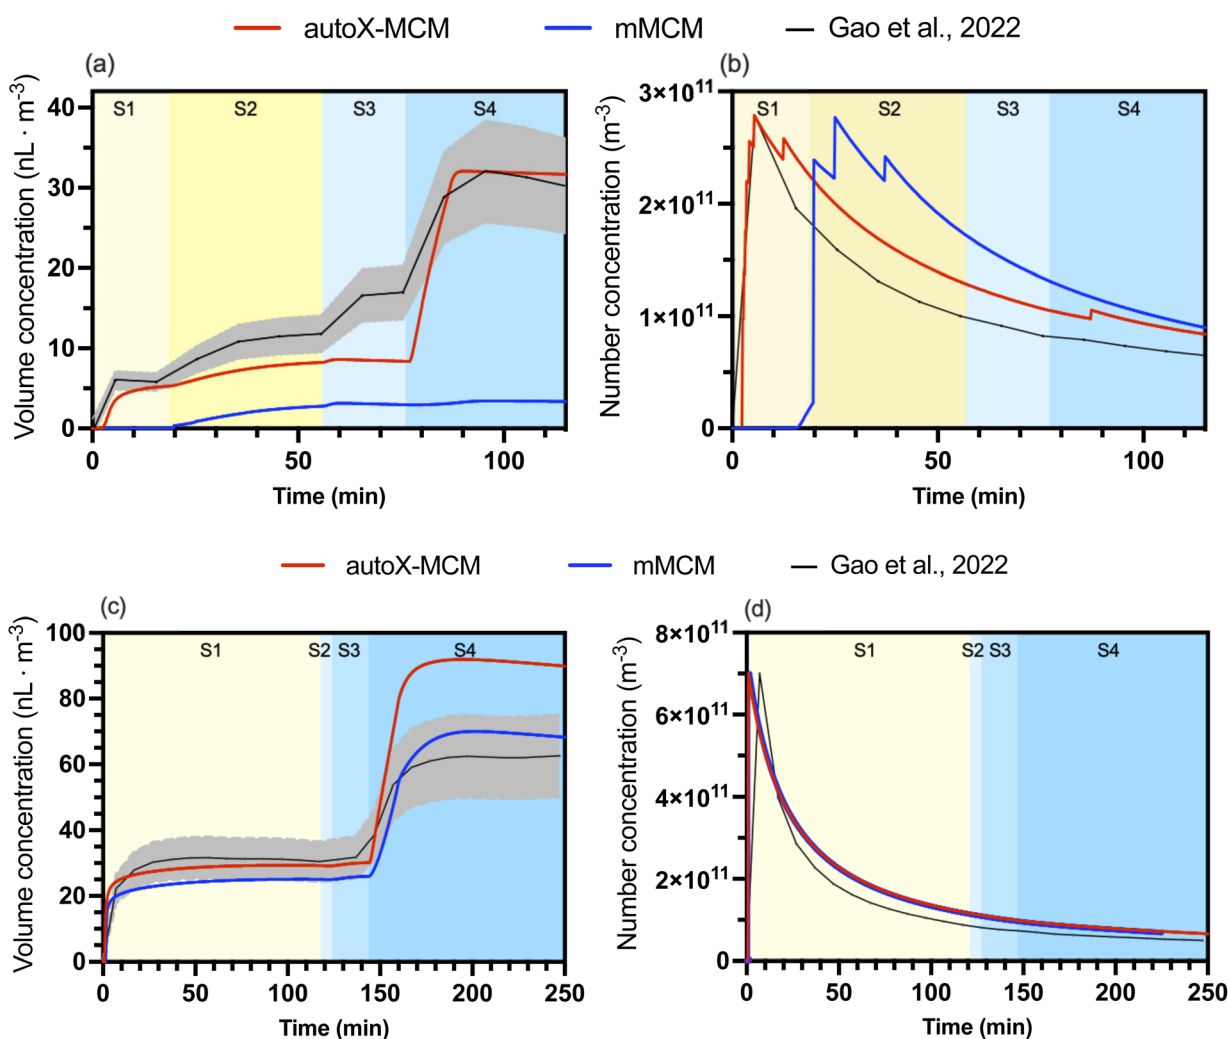 autoX-MCM mMCM Gao et al., 2022
(a) (b)
Volume concentration (nL · m⁻³)
40
30
20
10
0
S1 S2 S3 S4
0 50 100
Time (min)
Number concentration (m⁻³)
3×10¹¹
2×10¹¹
1×10¹¹
0
S1 S2 S3 S4
0 50 100
Time (min)
autoX-MCM mMCM Gao et al., 2022
(c) (d)
Volume concentration (nL · m⁻³)
100
80
60
40
20
0
S1 S2 S3 S4
0 50 100 150 200 250
Time (min)
Number concentration (m⁻³)
8×10¹¹
6×10¹¹
4×10¹¹
2×10¹¹
0
S1 S2 S3 S4
0 50 100 150 200 250
Time (min)